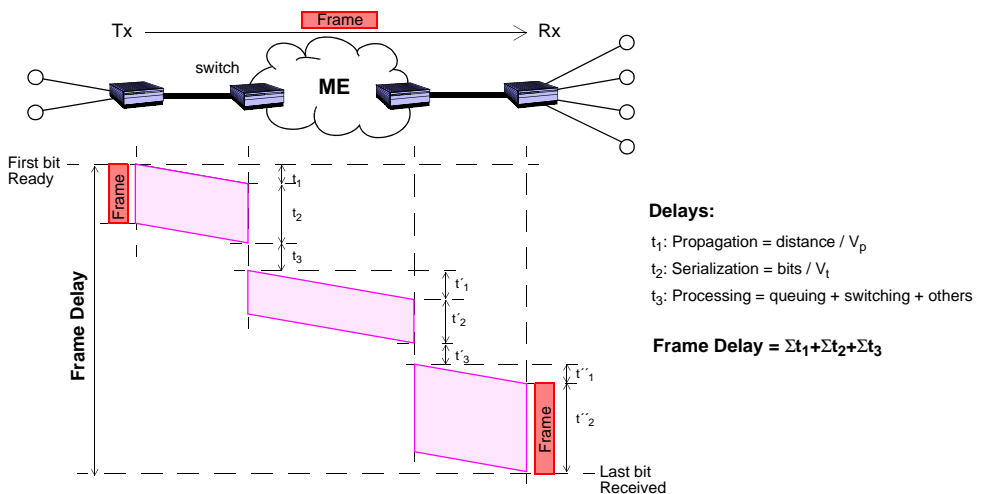 Frame
Tx
Rx
switch
ME
First bit
Ready
Frame
Frame Delay
t1
t2
t3
t´1
t´2
t´3
t´´1
t´´2
Frame
Last bit
Received
Delays:
t1: Propagation = distance / Vp
t2: Serialization = bits / Vt
t3: Processing = queuing + switching + others
Frame Delay = Σt1+Σt2+Σt3